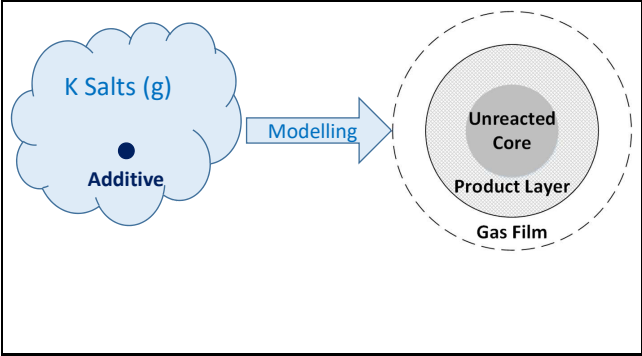 K Salts (g)
Additive
Modelling
Unreacted
Core
Product Layer
Gas Film